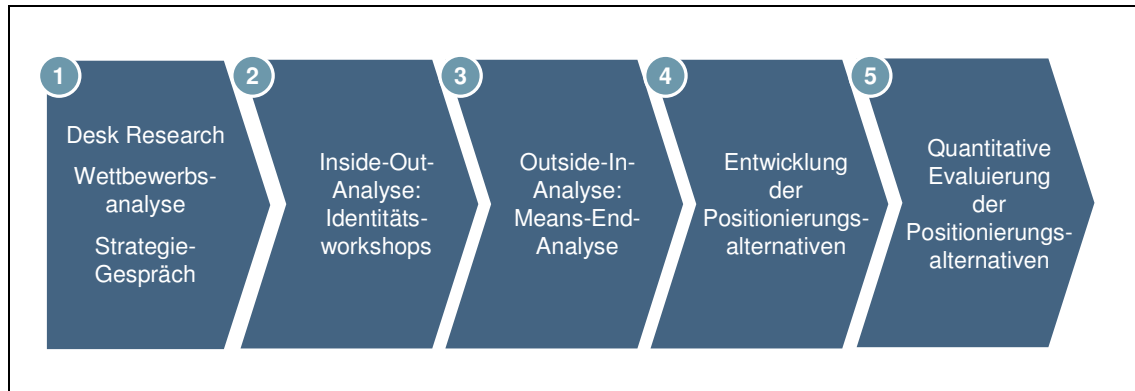 1
Desk Research
Wettbewerbs-
analyse
Strategie-
Gespräch
2
Inside-Out-
Analyse:
Identitäts-
workshops
3
Outside-In-
Analyse:
Means-End-
Analyse
4
Entwicklung
der
Positionierungs-
alternativen
5
Quantitative
Evaluierung
der
Positionierungs-
alternativen